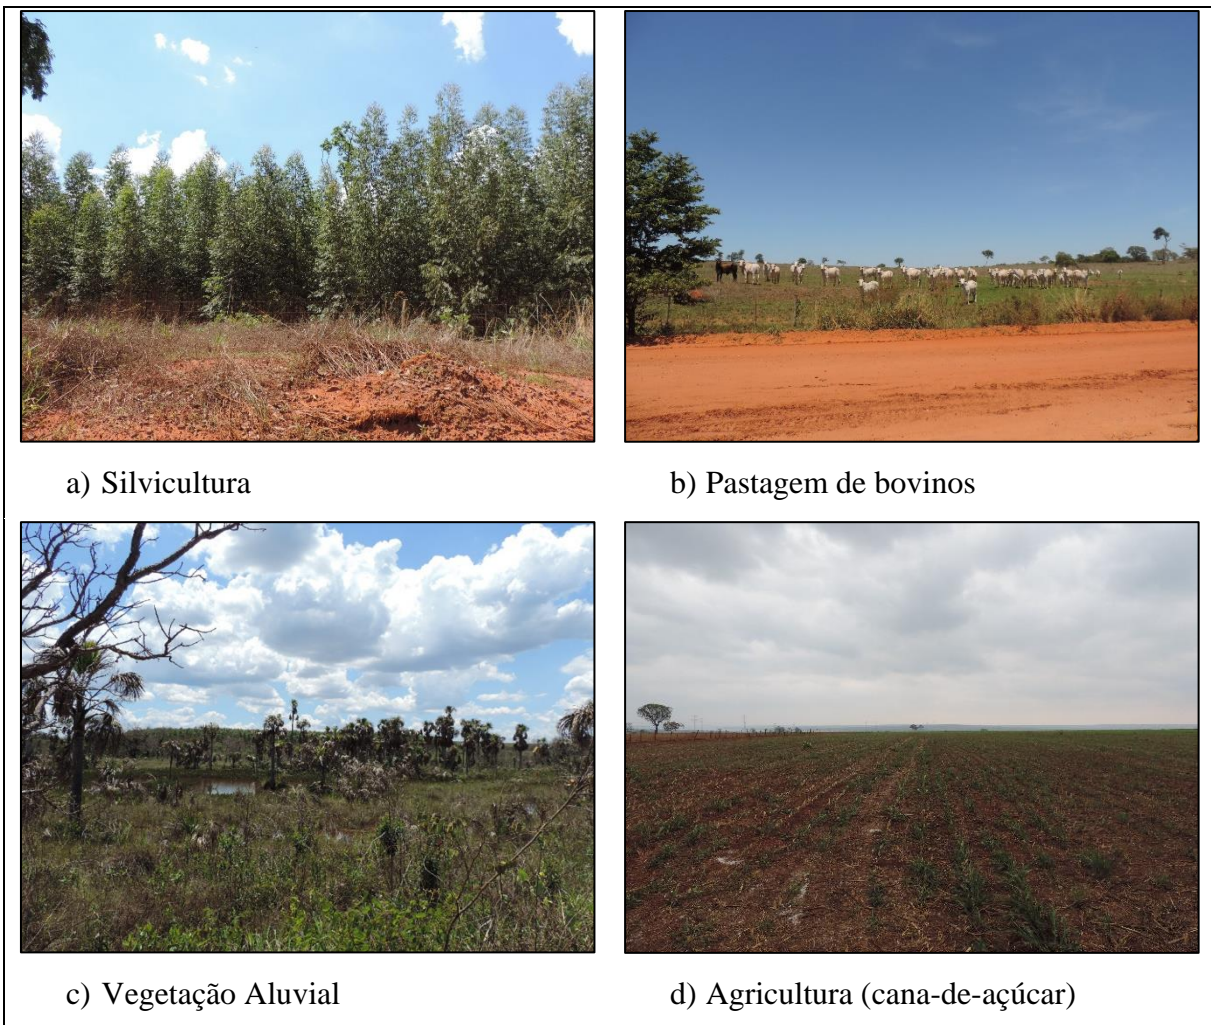 a) Silvicultura
b) Pastagem de bovinos
c) Vegetação Aluvial
d) Agricultura (cana-de-açúcar)